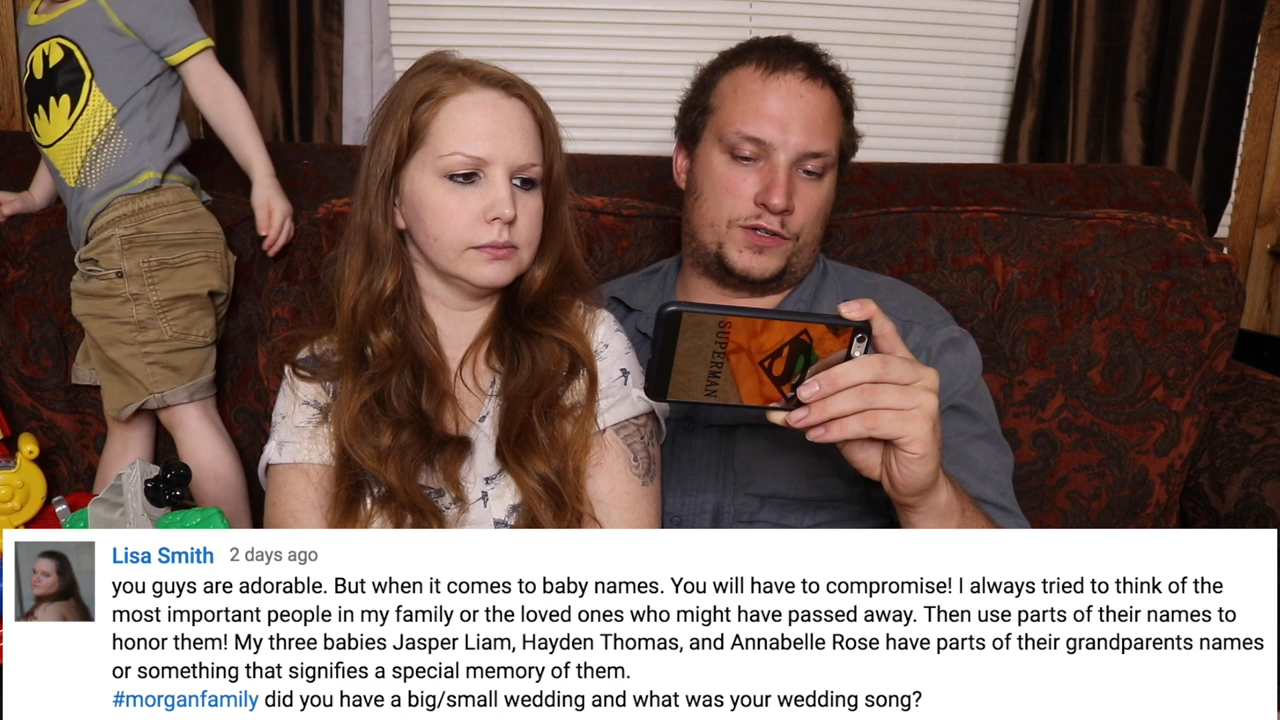 SUPERMAN
Lisa Smith 2 days ago
you guys are adorable. But when it comes to baby names. You will have to compromise! I always tried to think of the
most important people in my family or the loved ones who might have passed away. Then use parts of their names to
honor them! My three babies Jasper Liam, Hayden Thomas, and Annabelle Rose have parts of their grandparents names
or something that signifies a special memory of them.
#morganfamily did you have a big/small wedding and what was your wedding song?